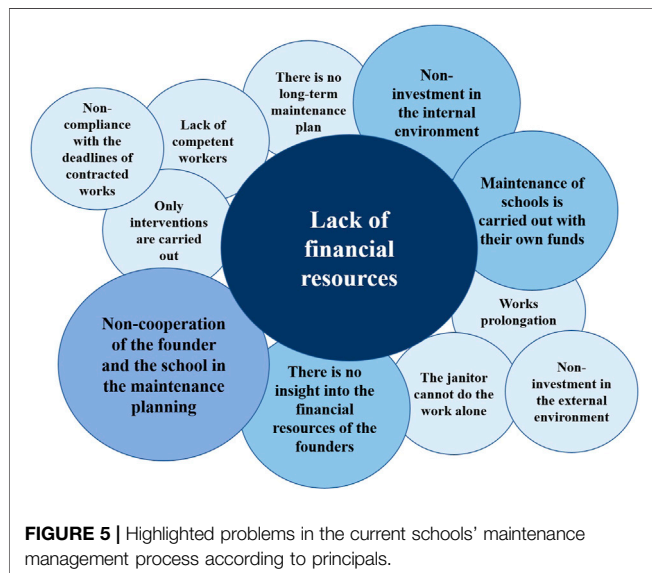 There is no
long-term
maintenance
plan
Non-
investment in
the internal
environment
Non-
compliance
with the
deadlines of
contracted
works
Lack of
competent
workers
Maintenance of
schools is
carried out with
their own funds
Only
interventions
are carried
out
Lack of
financial
resources
Works
prolongation
Non-cooperation
of the founder
and the school in
the maintenance
planning
There is no
insight into the
financial
resources of the
founders
The janitor
cannot do the
work alone
Non-
investment in
the external
environment
FIGURE 5 | Highlighted problems in the current schools’ maintenance
management process according to principals.